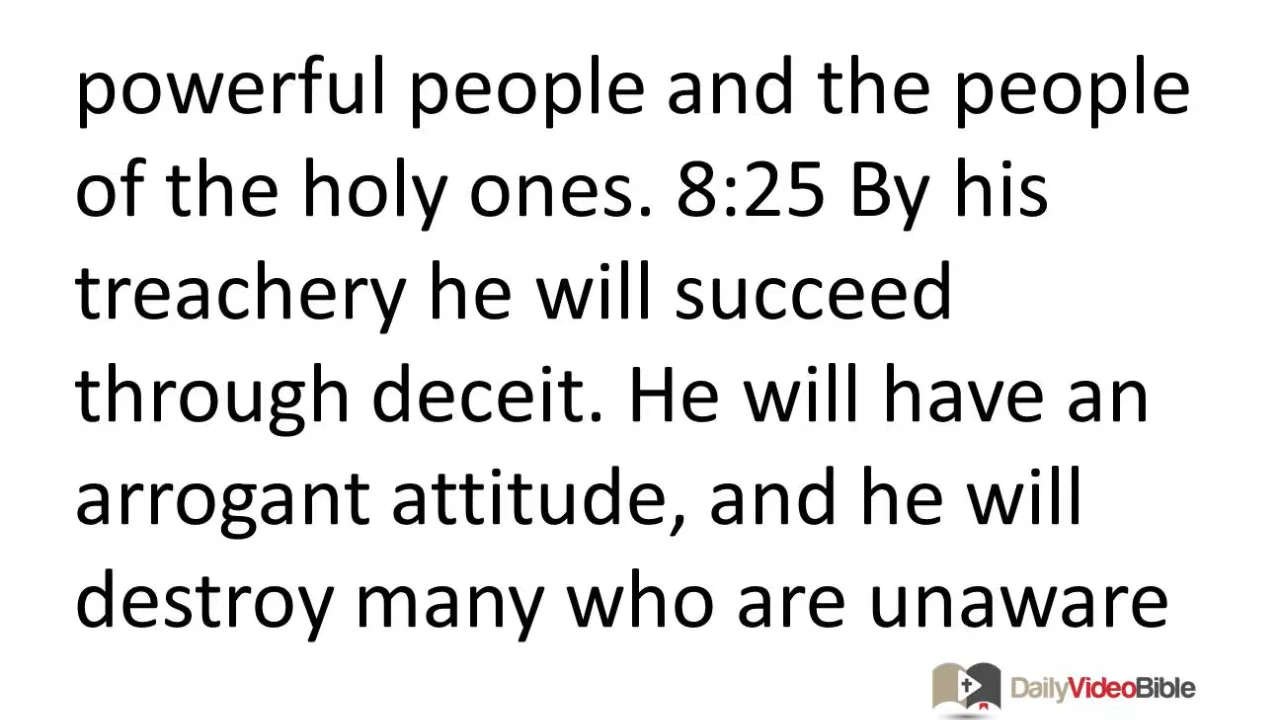 powerful people and the people
of the holy ones. 8:25 By his
treachery he will succeed
through deceit. He will have an
arrogant attitude, and he will
destroy many who are unaware
DailyVideoBible